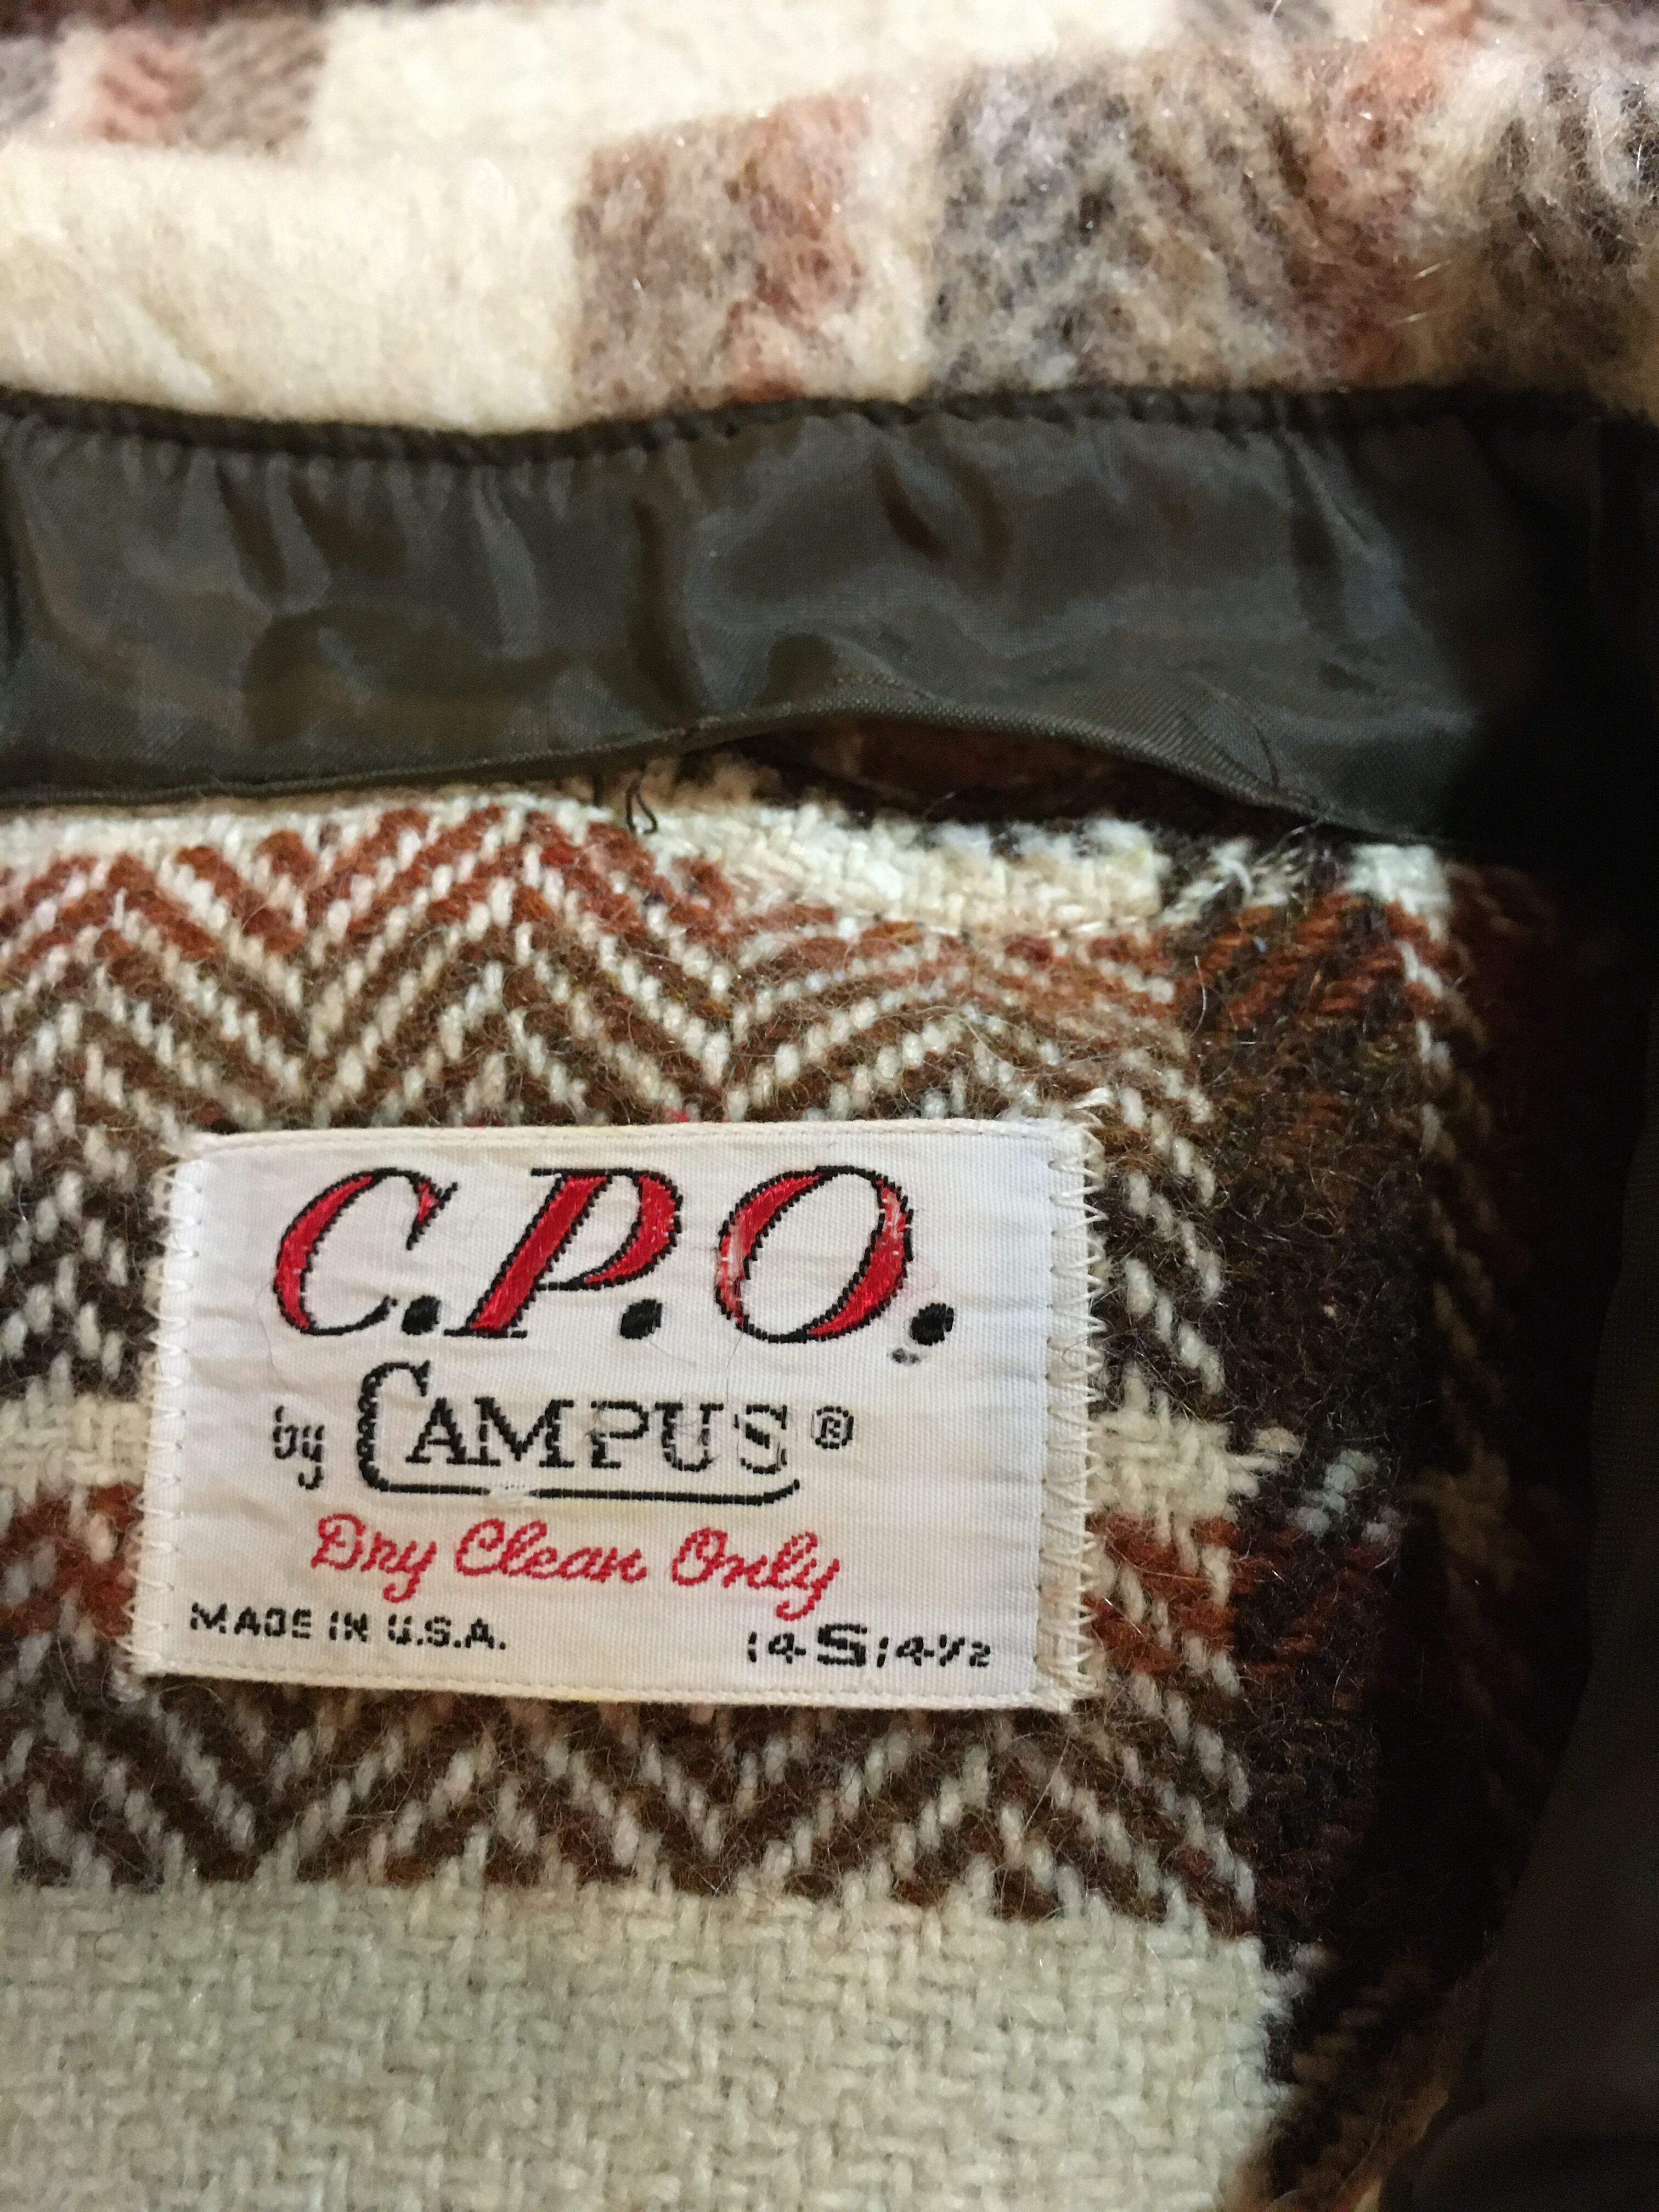 C.P.O.
by CAMPUS®
Dry Clean Only
MADE IN U.S.A. 14-S 14-½